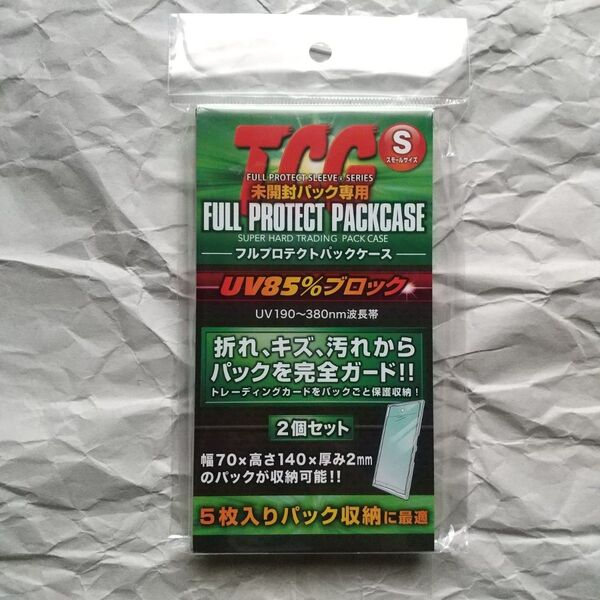 TCG
S
スモールサイズ
FULL PROTECT SLEEVE SERIES
未開封パック専用
FULL PROTECT PACKCASE
SUPER HARD TRADING PACK CASE
フルプロテクトパックケース
UV85%ブロック
UV190〜380nm波長帯
折れ、キズ、汚れから
パックを完全ガード!!
トレーディングカードをパックごと保護収納!
2個セット
幅70×高さ140×厚み2mm
のパックが収納可能!!
5枚入りパック収納に最適